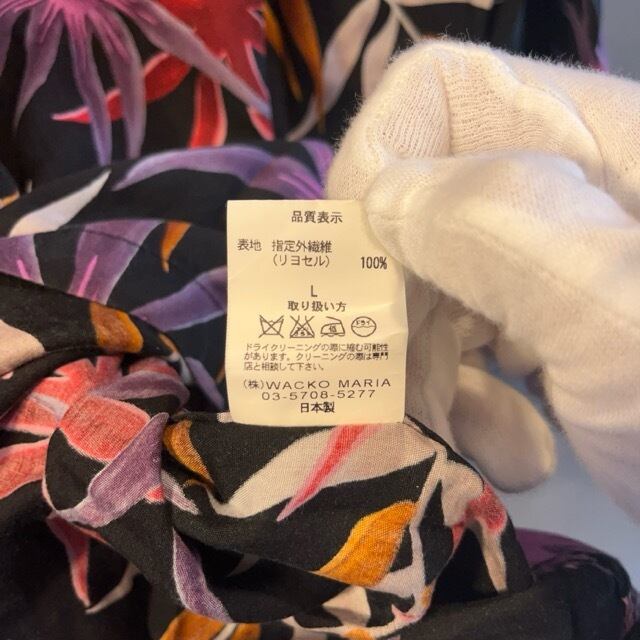 品質表示
表地 指定外繊維
(リヨセル) 100%
L
取り扱い方
ドライ
ドライクリーニングの際に縮む可能性
があります。クリーニングの際は専門
店と相談して下さい。
(株)WACKO MARIA
03-5708-5277
日本製